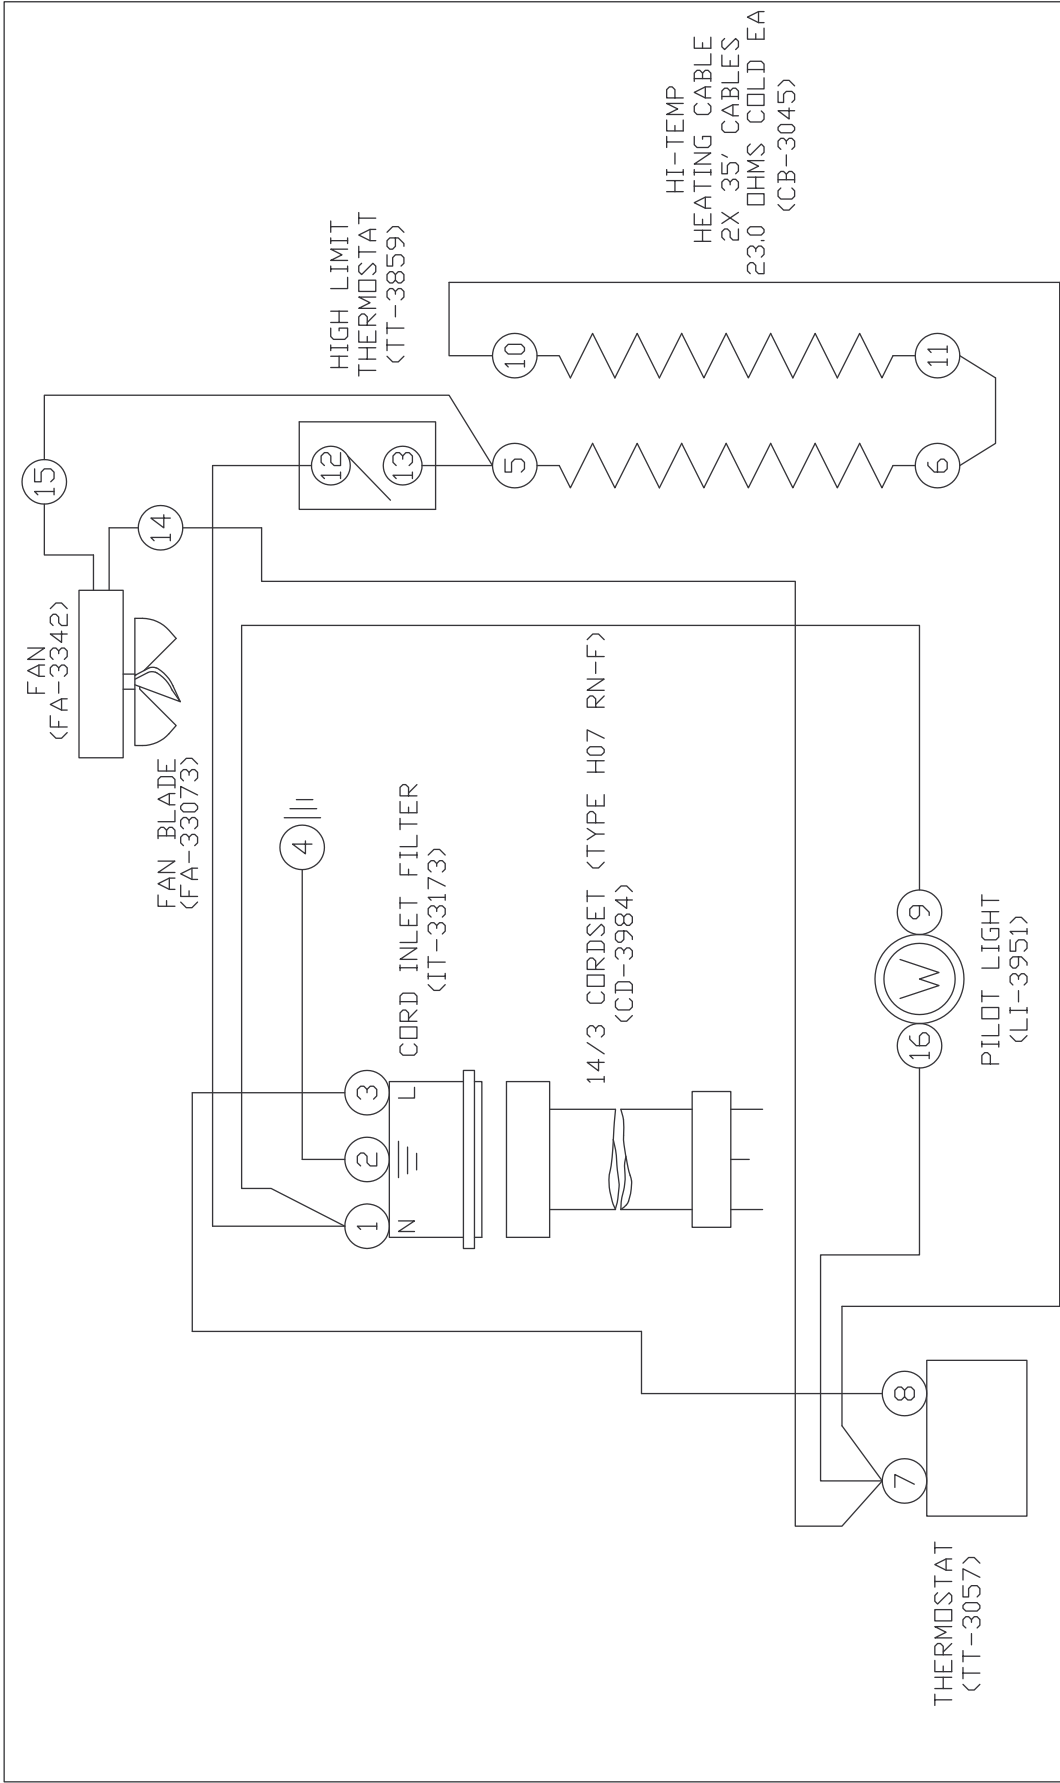 FAN
(FA-3342)
15
14
FAN BLADE
(FA-33073)
HIGH LIMIT
THERMOSTAT
(TT-3859)
12
13
HI-TEMP
HEATING CABLE
2X 35' CABLES
23.0 OHMS COLD EA
(CB-3045)
5
10
6
11
4
CORD INLET FILTER
(IT-33173)
3
2
1
L
N
14/3 CORDSET (TYPE H07 RN-F)
(CD-3984)
16
W
9
PILOT LIGHT
(LI-3951)
7
8
THERMOSTAT
(TT-3057)